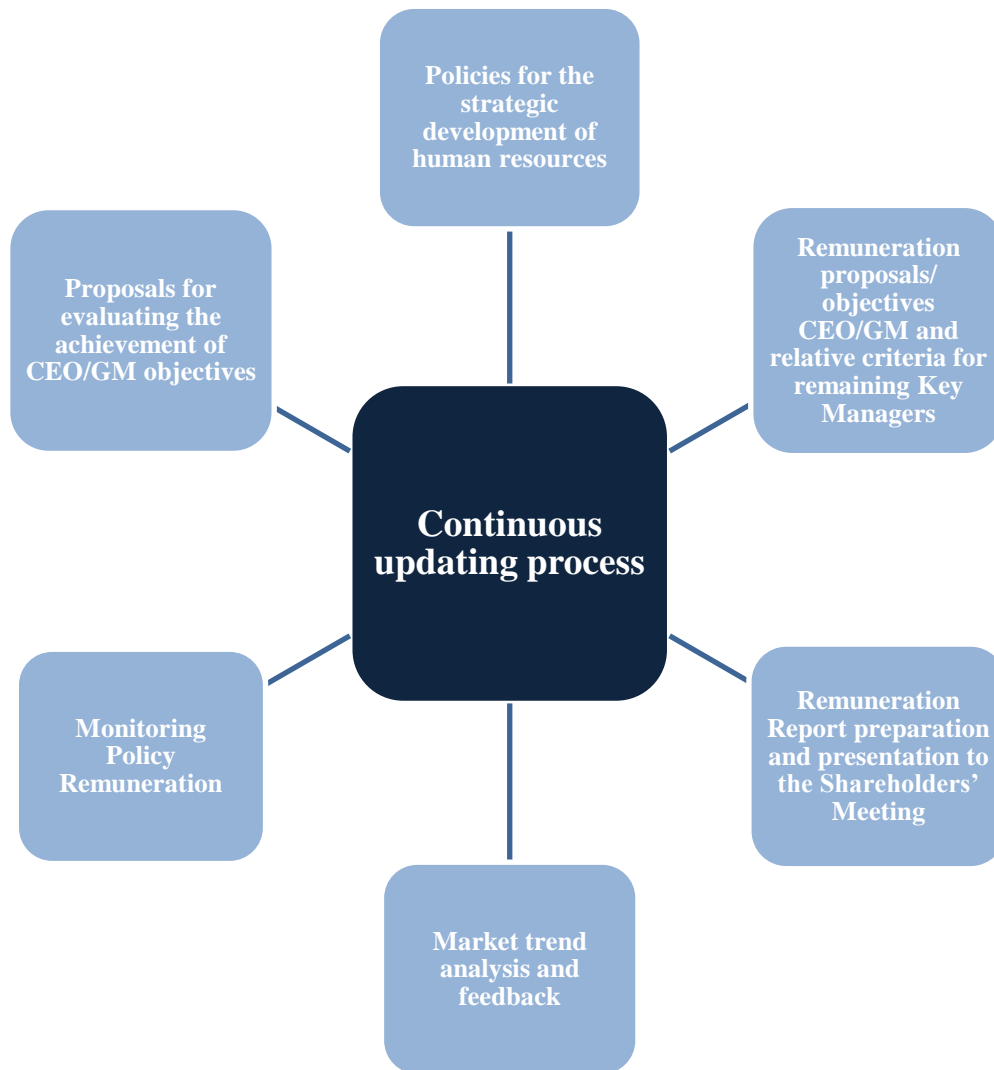 Policies for the
strategic
development of
human resources
Remuneration
proposals/
objectives
CEO/GM and
relative criteria for
remaining Key
Managers
Remuneration
Report preparation
and presentation to
the Shareholders’
Meeting
Market trend
analysis and
feedback
Monitoring
Policy
Remuneration
Proposals for
evaluating the
achievement of
CEO/GM objectives
Continuous
updating process